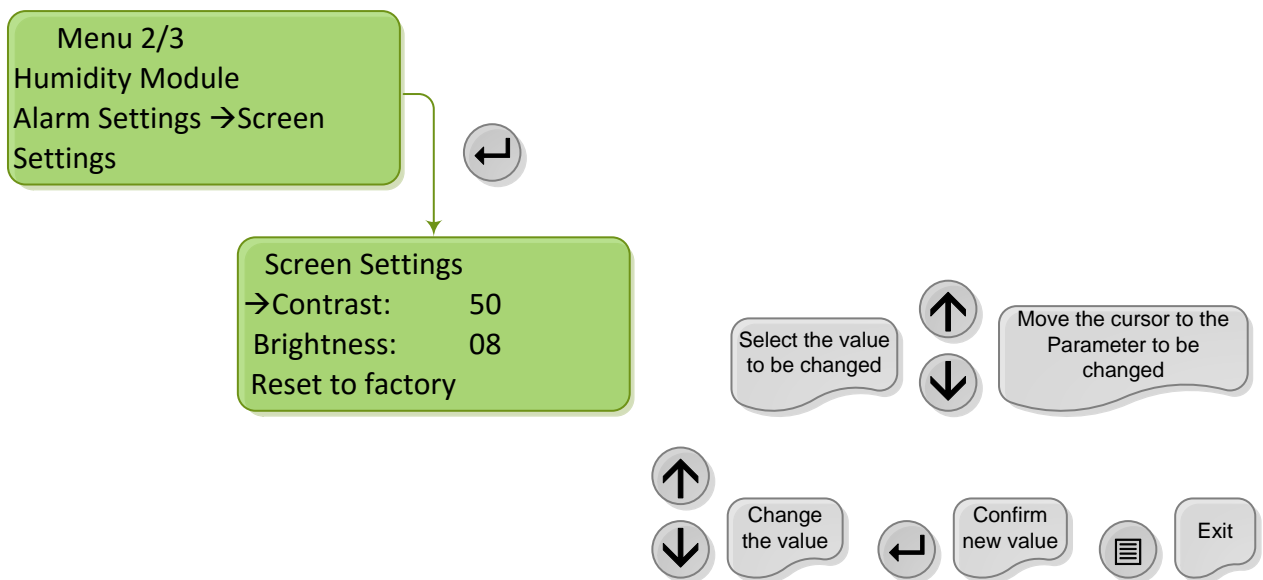 Menu 2/3
Humidity Module
Alarm Settings →Screen
Settings
Screen Settings
→Contrast: 50
Brightness: 08
Reset to factory
Select the value
to be changed
Move the cursor to the
Parameter to be
changed
Change
the value
Confirm
new value
Exit